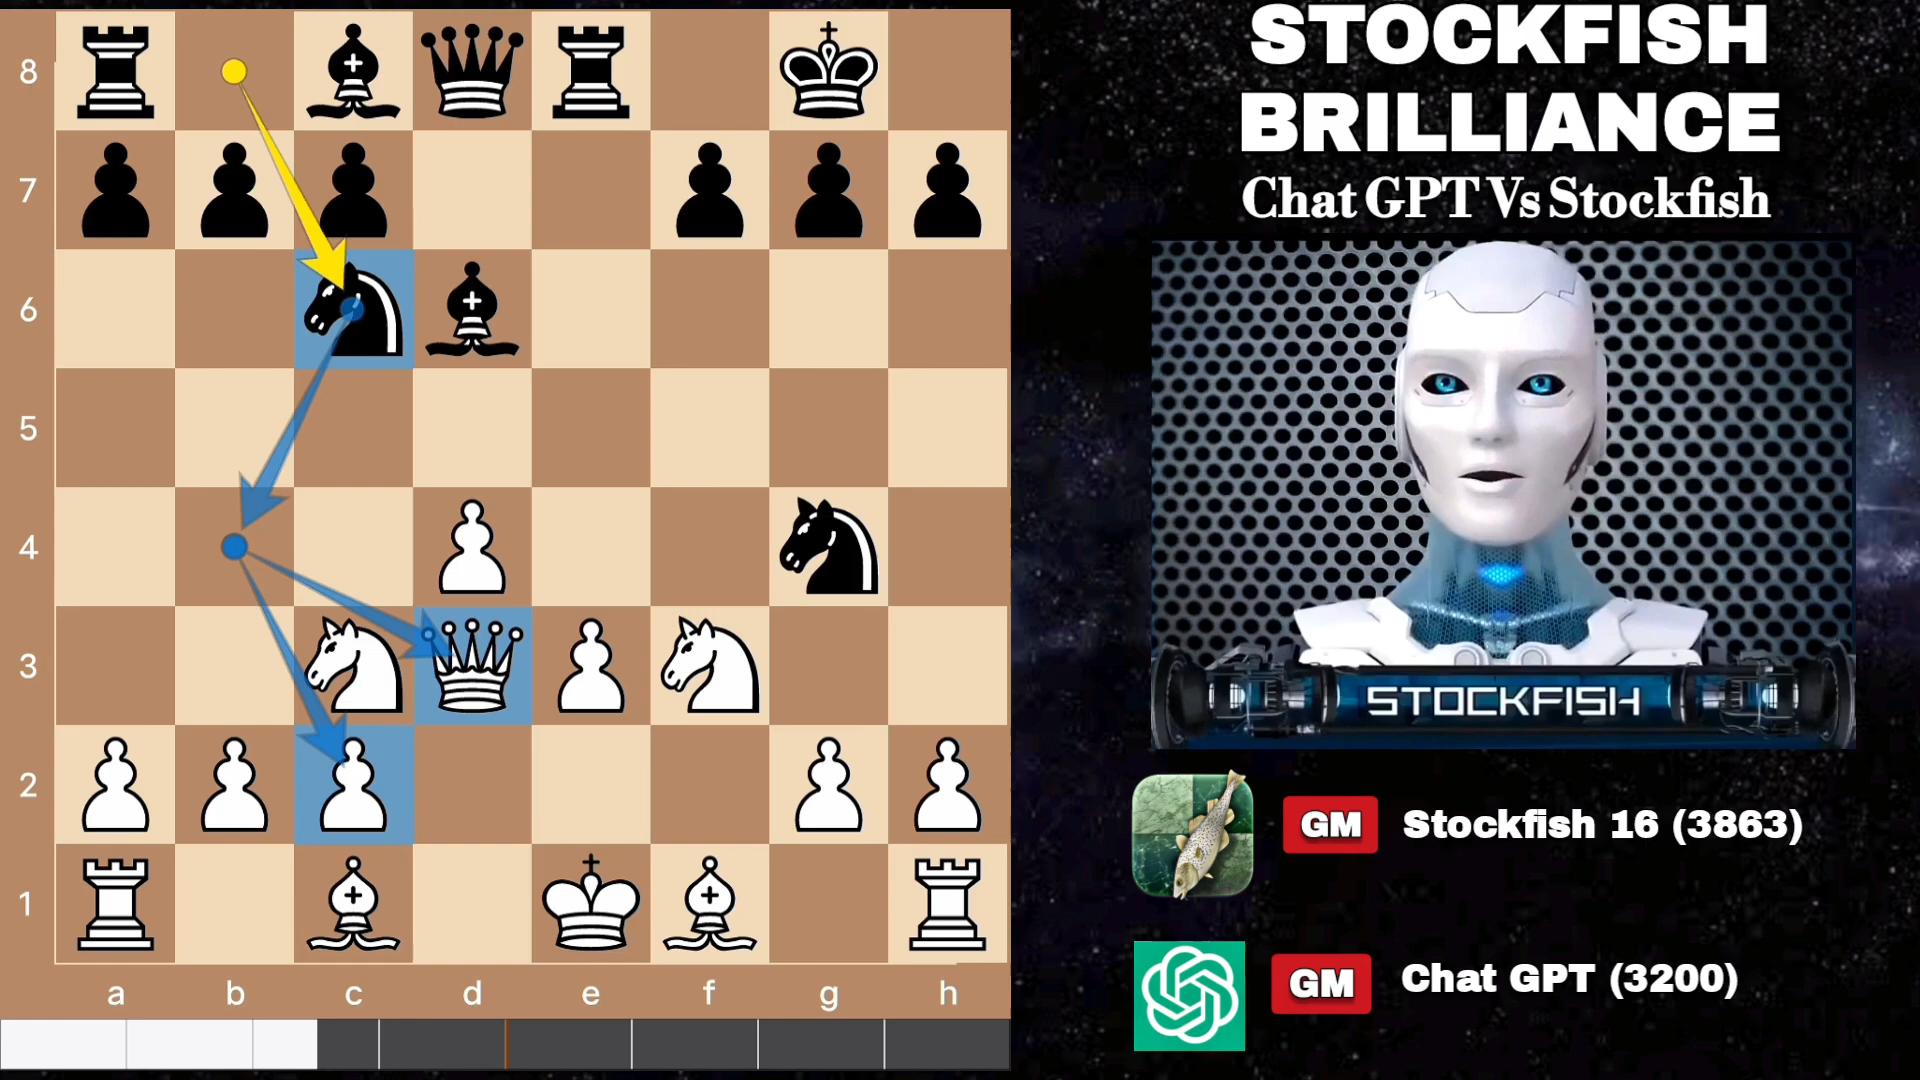 STOCKFISH
BRILLIANCE
Chat GPT Vs Stockfish
8
7
6
5
4
3
2
1
a b c d e f g h
STOCKFISH
GM Stockfish 16 (3863)
GM Chat GPT (3200)